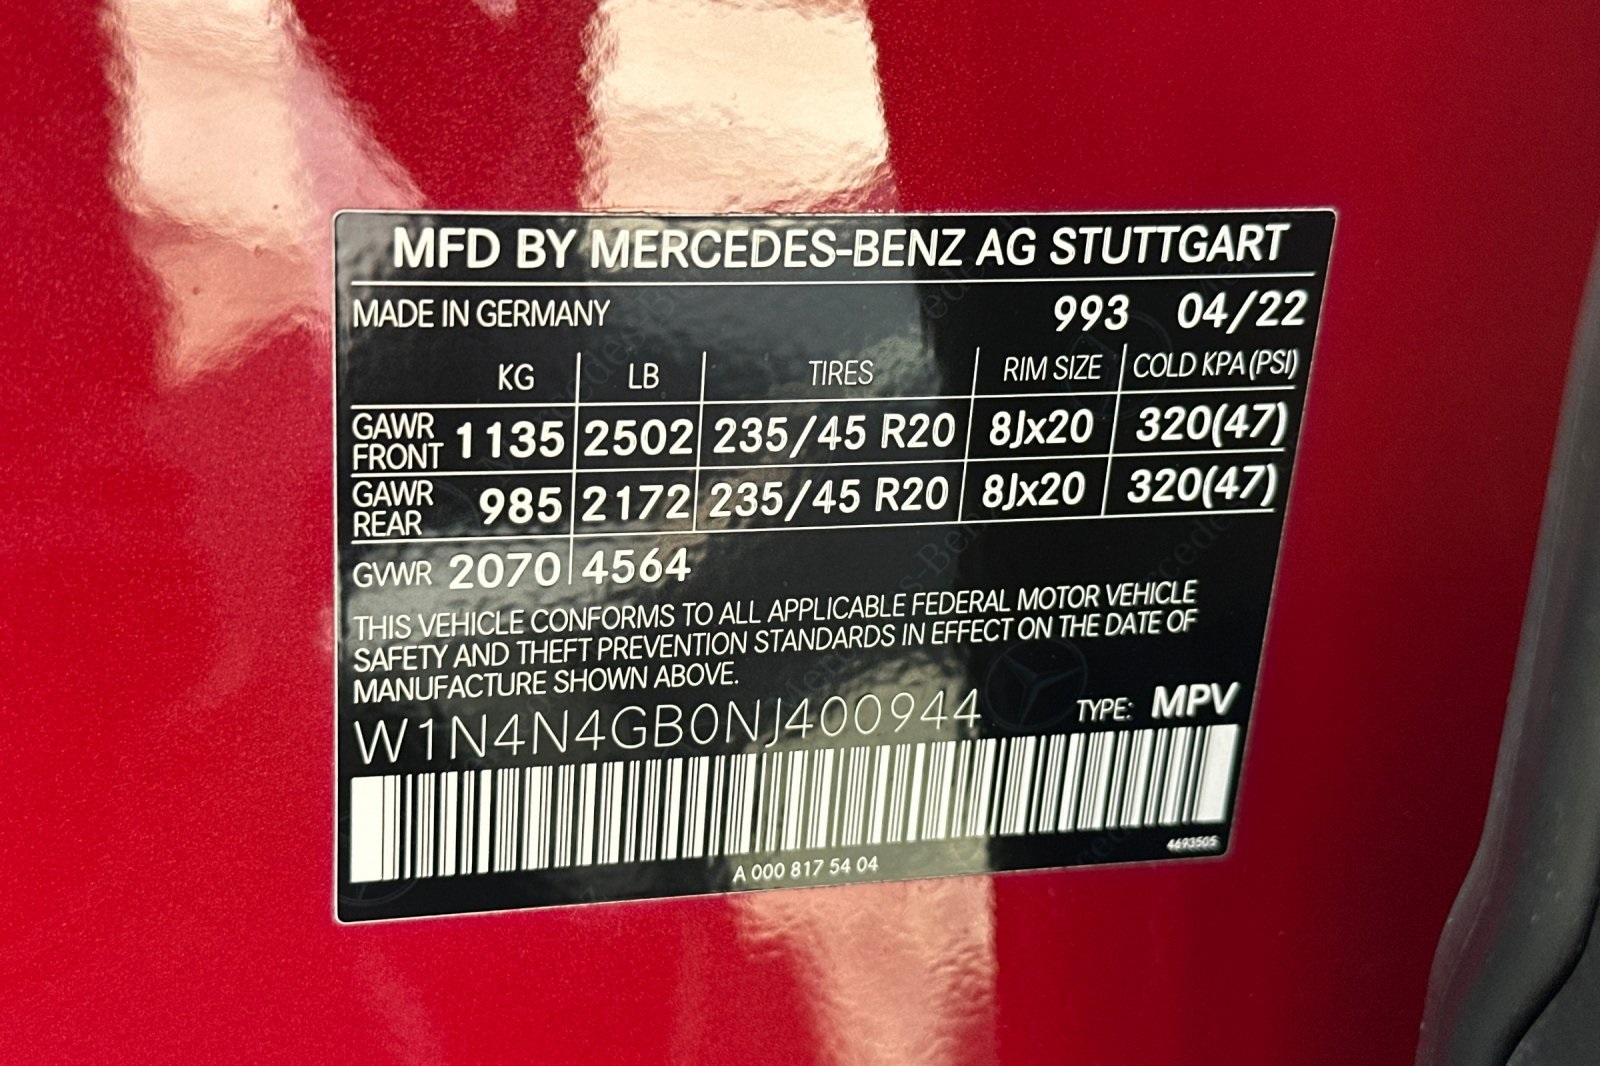 MFD BY MERCEDES-BENZ AG STUTTGART
MADE IN GERMANY 993 04/22
KG LB TIRES RIM SIZE COLD KPA (PSI)
GAWR FRONT 1135 2502 235/45 R20 8Jx20 320(47)
GAWR REAR 985 2172 235/45 R20 8Jx20 320(47)
GVWR 2070 4564
THIS VEHICLE CONFORMS TO ALL APPLICABLE FEDERAL MOTOR VEHICLE
SAFETY AND THEFT PREVENTION STANDARDS IN EFFECT ON THE DATE OF
MANUFACTURE SHOWN ABOVE.
W1N4N4GB0NJ400944 TYPE: MPV
4693505
A 000 817 54 04